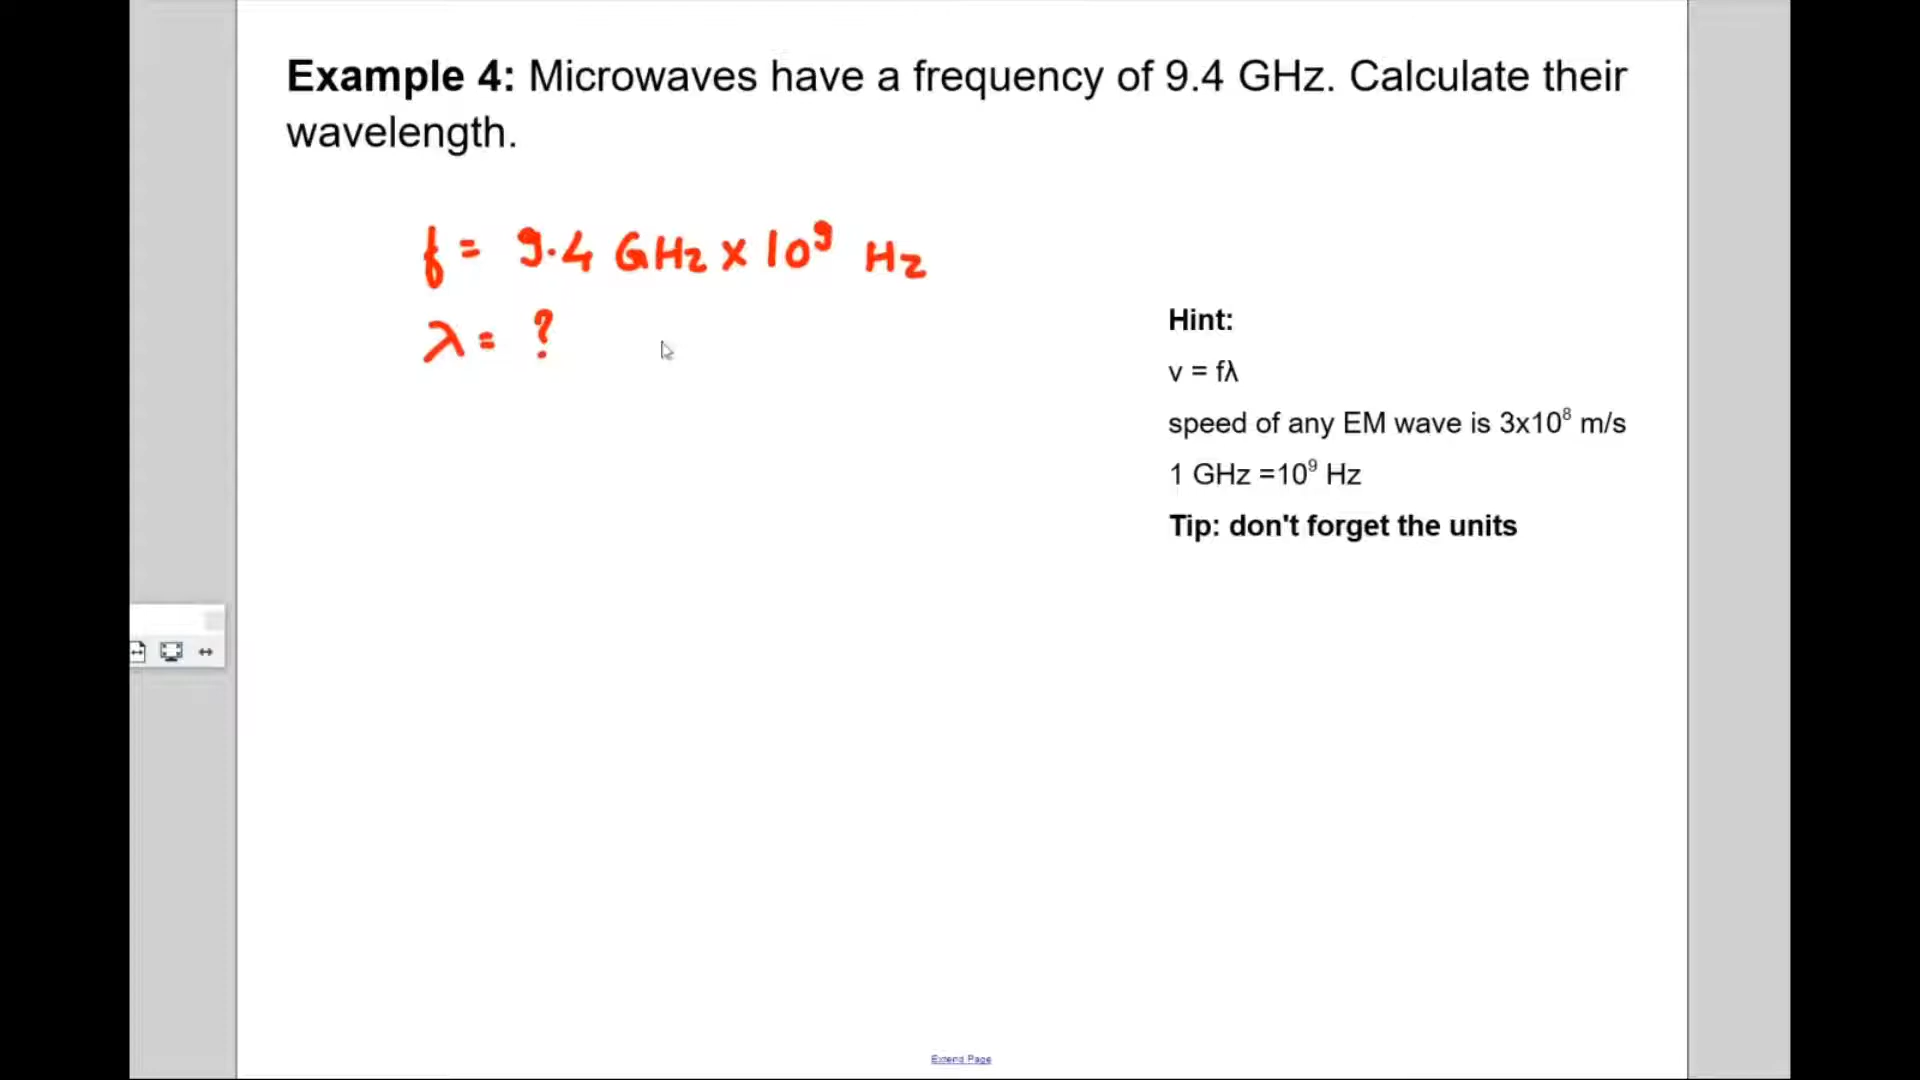 Example 4: Microwaves have a frequency of 9.4 GHz. Calculate their
wavelength.
f = 9.4 GHz x 10⁹ Hz
λ = ?
Hint:
v = fλ
speed of any EM wave is 3x10⁸ m/s
1 GHz =10⁹ Hz
Tip: don't forget the units
Extend Page